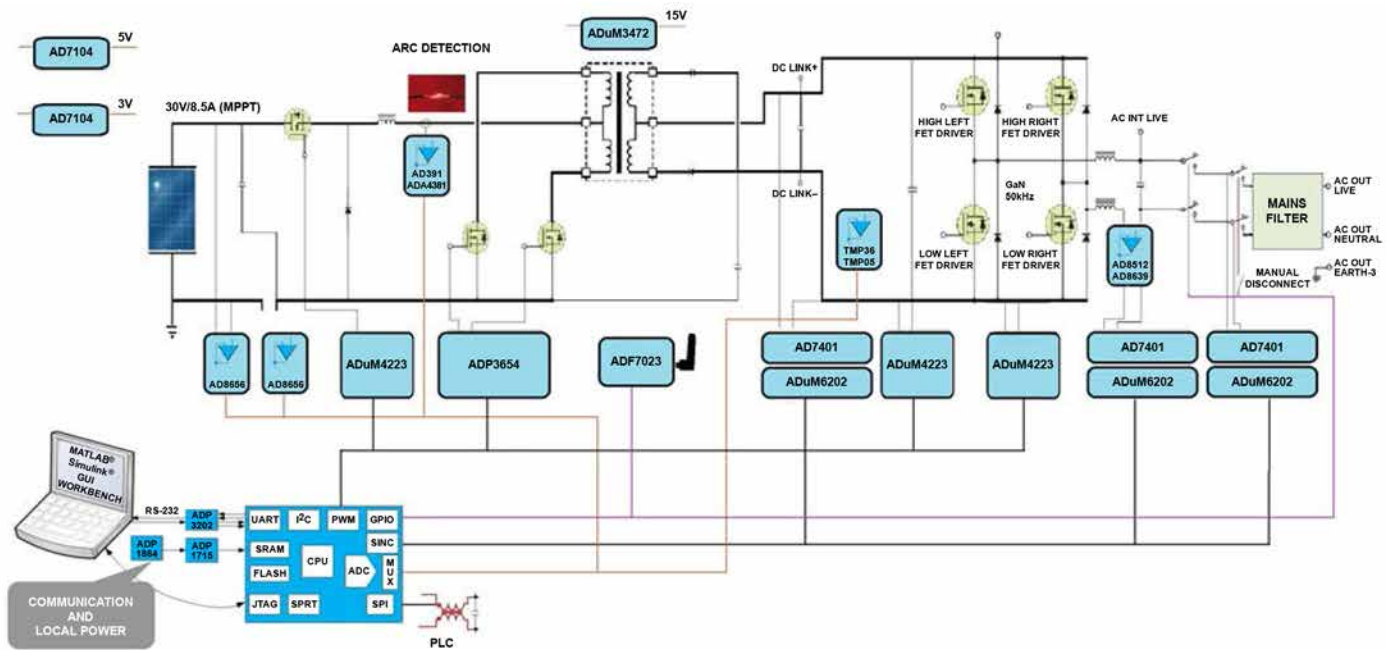 15V
ADuM3472
5V
AD7104
ARC DETECTION
DC LINK+
3V
AD7104
30V/8.5A (MPPT)
HIGH LEFT
FET DRIVER
HIGH RIGHT
FET DRIVER
AC INT LIVE
AD391
ADA4381
DC LINK–
GaN
50kHz
MAINS
FILTER
AC OUT
LIVE
AC OUT
NEUTRAL
AC OUT
EARTH-3
TMP36
TMP05
LOW LEFT
FET DRIVER
LOW RIGHT
FET DRIVER
AD8512
AD8639
MANUAL
DISCONNECT
AD8656
AD8656
ADuM4223
ADP3654
ADF7023
AD7401
ADuM6202
ADuM4223
ADuM4223
AD7401
ADuM6202
AD7401
ADuM6202
MATLAB®
Simulink®
GUI
WORKBENCH
RS-232
ADP
3202
ADP
1864
ADP
1715
UART
I2C
PWM
GPIO
SRAM
CPU
SINC
FLASH
ADC
MUX
JTAG
SPRT
SPI
PLC
COMMUNICATION
AND
LOCAL POWER